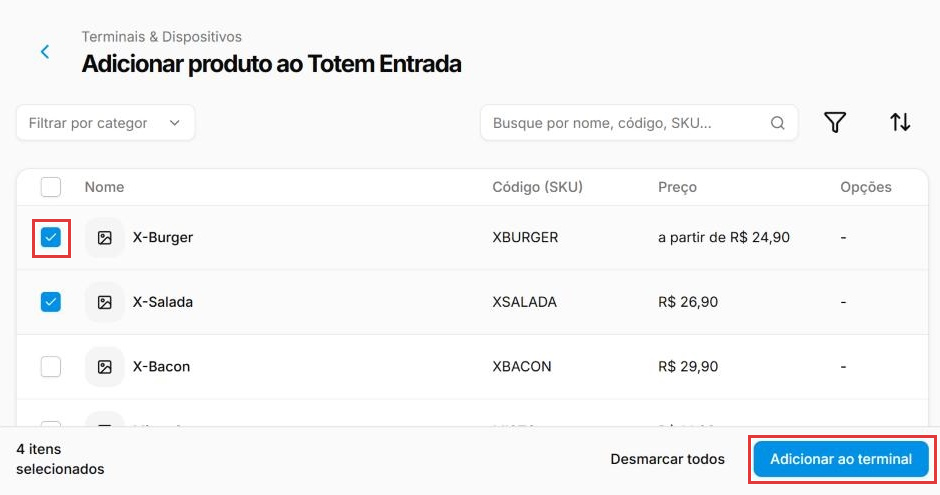 Terminais & Dispositivos
Adicionar produto ao Totem Entrada
Filtrar por categor
Busque por nome, código, SKU...
Nome Código (SKU) Preço Opções
X-Burger XBURGER a partir de R$ 24,90 -
X-Salada XSALADA R$ 26,90 -
X-Bacon XBACON R$ 29,90 -
4 itens
selecionados
Desmarcar todos
Adicionar ao terminal